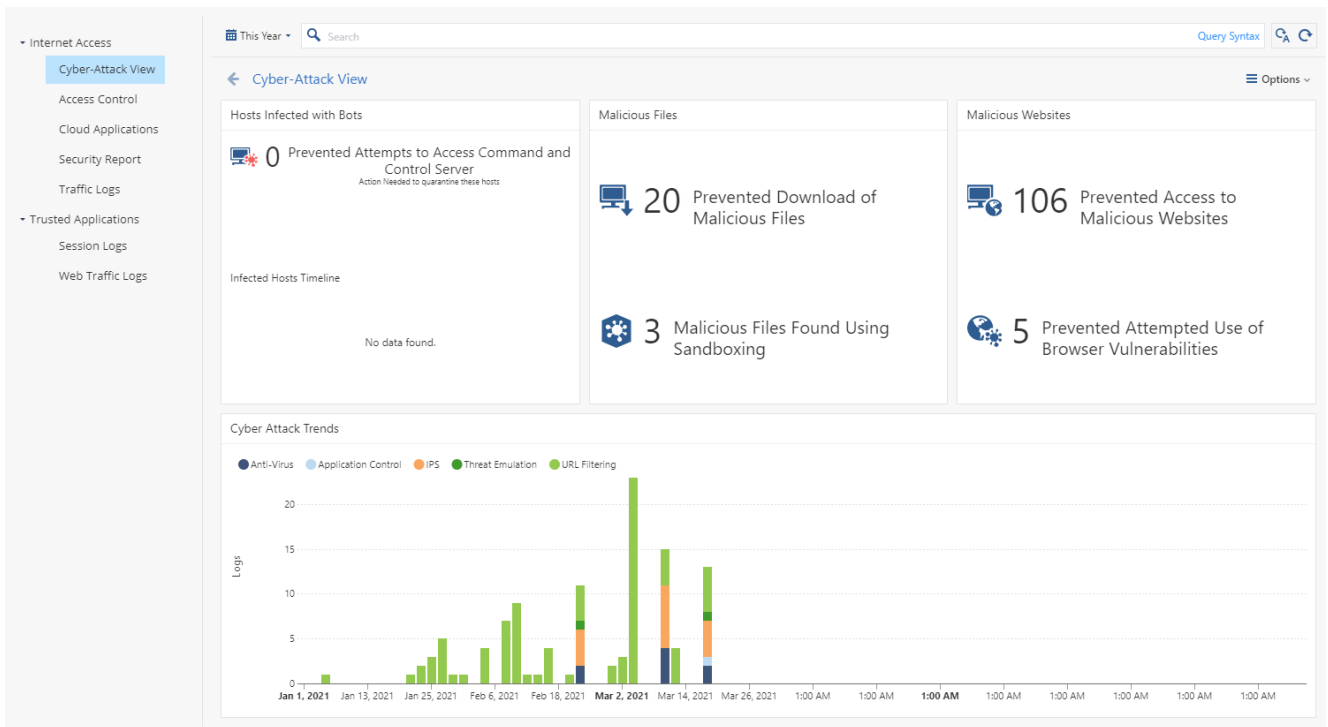 Internet Access
Cyber-Attack View
Access Control
Cloud Applications
Security Report
Traffic Logs
Trusted Applications
Session Logs
Web Traffic Logs
This Year
Search
Query Syntax
Cyber-Attack View
Options
Hosts Infected with Bots
0 Prevented Attempts to Access Command and
Control Server
Action Needed to quarantine these hosts
Infected Hosts Timeline
No data found.
Malicious Files
20 Prevented Download of
Malicious Files
3 Malicious Files Found Using
Sandboxing
Malicious Websites
106 Prevented Access to
Malicious Websites
5 Prevented Attempted Use of
Browser Vulnerabilities
Cyber Attack Trends
Anti-Virus Application Control IPS Threat Emulation URL Filtering
Logs
20
15
10
5
0
Jan 1, 2021 Jan 13, 2021 Jan 25, 2021 Feb 6, 2021 Feb 18, 2021 Mar 2, 2021 Mar 14, 2021 Mar 26, 2021 1:00 AM 1:00 AM 1:00 AM 1:00 AM 1:00 AM 1:00 AM 1:00 AM 1:00 AM